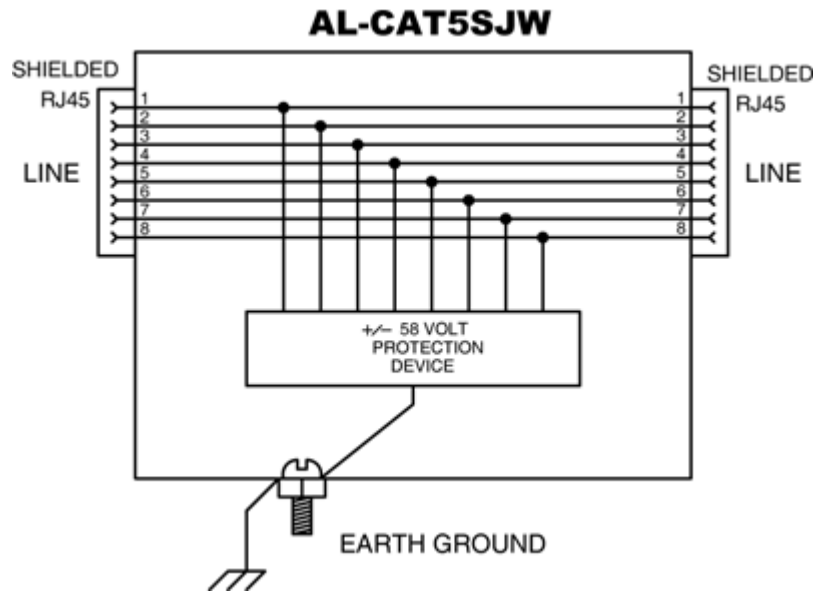 AL-CAT5SJW
SHIELDED
RJ45
LINE
1
2
3
4
5
6
7
8
1
2
3
4
5
6
7
8
SHIELDED
RJ45
LINE
+/- 58 VOLT
PROTECTION
DEVICE
EARTH GROUND